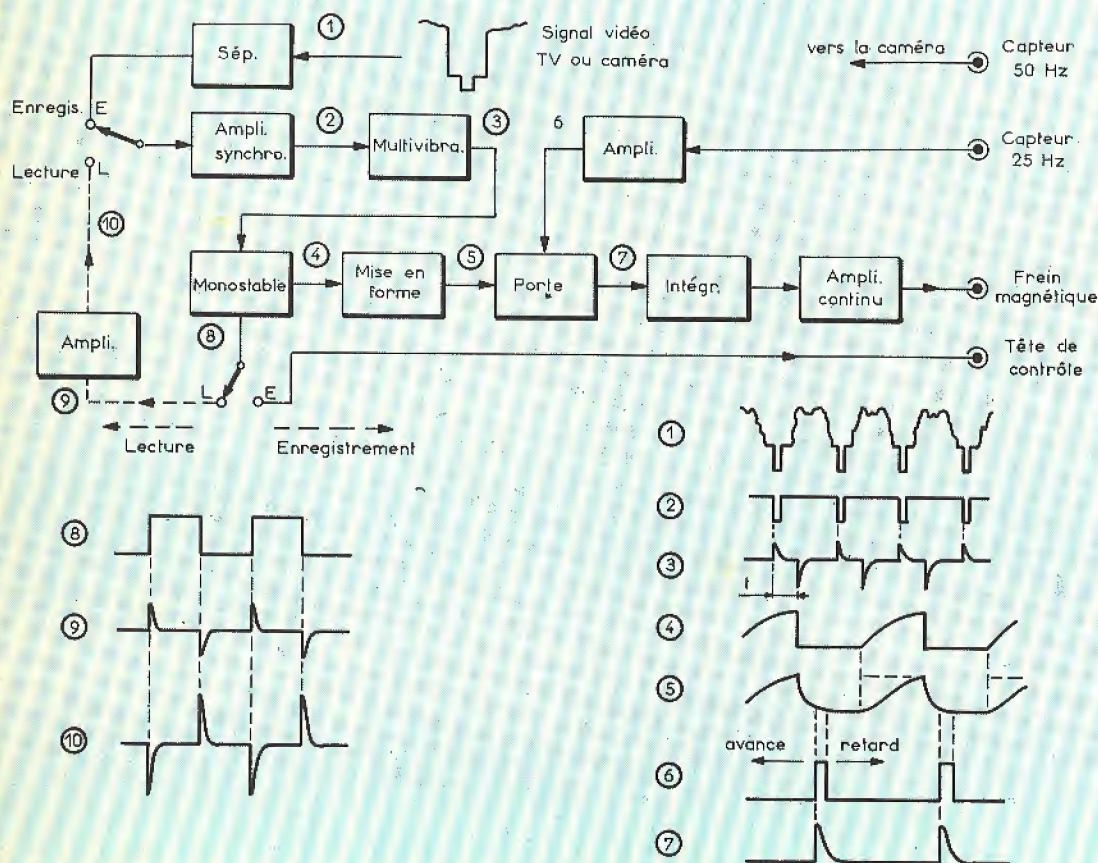 ①
Signal vidéo
TV ou caméra
Sép.
vers la caméra
Capteur
50 Hz
Enregis. E
Ampli.
synchro.
②
Multivibra.
③
6
Ampli.
Capteur
25 Hz
Lecture L
⑩
Monostable
④
Mise en
forme
⑤
Porte
⑦
Intégr.
Ampli.
continu
Frein
magnétique
Ampli.
⑧
Tête de
contrôle
⑨
L E
Lecture
Enregistrement
①
②
③
④
⑤
avance retard
⑥
⑦
⑧
⑨
⑩